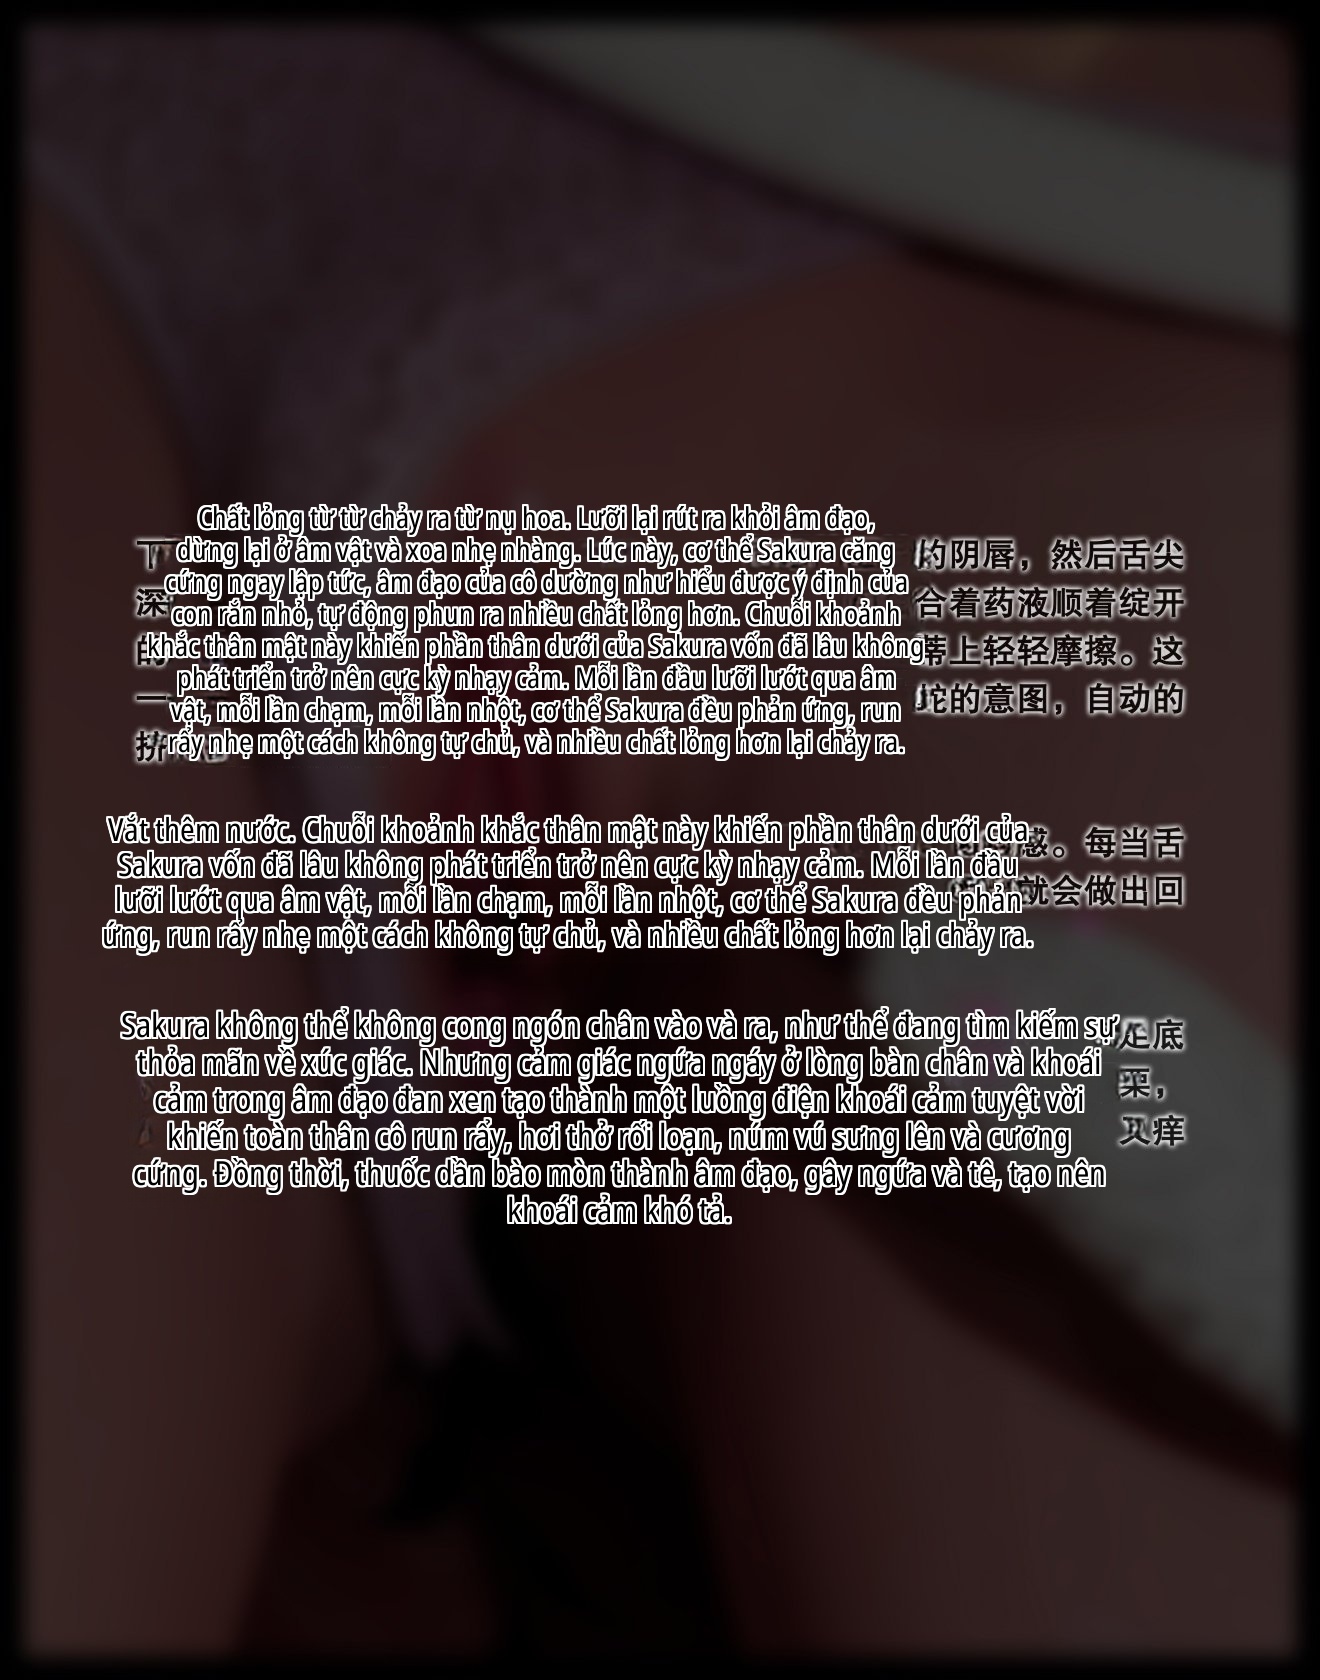 Chất lỏng từ từ chảy ra từ nụ hoa. Lưỡi lại rút ra khỏi âm đạo,
dừng lại ở âm vật và xoa nhẹ nhàng. Lúc này, cơ thể Sakura căng
cứng ngay lập tức, âm đạo của cô dường như hiểu được ý định của
con rắn nhỏ, tự động phun ra nhiều chất lỏng hơn. Chuỗi khoảnh
khắc thân mật này khiến phần thân dưới của Sakura vốn đã lâu không
phát triển trở nên cực kỳ nhạy cảm. Mỗi lần đầu lưỡi lướt qua âm
vật, mỗi lần chạm, mỗi lần nhột, cơ thể Sakura đều phản ứng, run
rẩy nhẹ một cách không tự chủ, và nhiều chất lỏng hơn lại chảy ra.
下 的阴唇，然后舌尖
深 合着药液顺着绽开
的 蒂上轻轻摩擦。这
一 蛇的意图，自动的
拚
Vắt thêm nước. Chuỗi khoảnh khắc thân mật này khiến phần thân dưới của
Sakura vốn đã lâu không phát triển trở nên cực kỳ nhạy cảm. Mỗi lần đầu
lưỡi lướt qua âm vật, mỗi lần chạm, mỗi lần nhột, cơ thể Sakura đều phản
ứng, run rẩy nhẹ một cách không tự chủ, và nhiều chất lỏng hơn lại chảy ra.
感。每当舌
就会做出回
Sakura không thể không cong ngón chân vào và ra, như thể đang tìm kiếm sự
thỏa mãn về xúc giác. Nhưng cảm giác ngứa ngáy ở lòng bàn chân và khoái
cảm trong âm đạo đan xen tạo thành một luồng điện khoái cảm tuyệt vời
khiến toàn thân cô run rẩy, hơi thở rối loạn, núm vú sưng lên và cương
cứng. Đồng thời, thuốc dần bào mòn thành âm đạo, gây ngứa và tê, tạo nên
khoái cảm khó tả.
足底
栗，
又痒